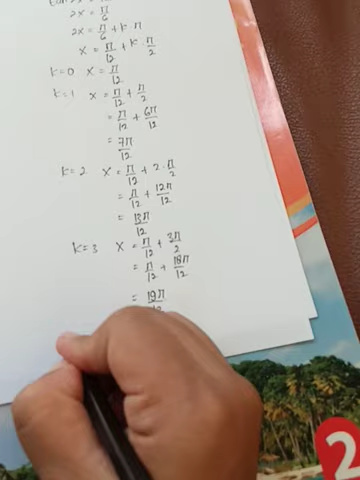 2x = π/6
2x = π/6 + k · π
x = π/12 + k · π/2
k=0 x = π/12
k=1 x = π/12 + π/2
= π/12 + 6π/12
= 7π/12
k=2 x = π/12 + 2 · π/2
= π/12 + 12π/12
= 13π/12
k=3 x = π/12 + 3π/2
= π/12 + 18π/12
= 19π/12
2